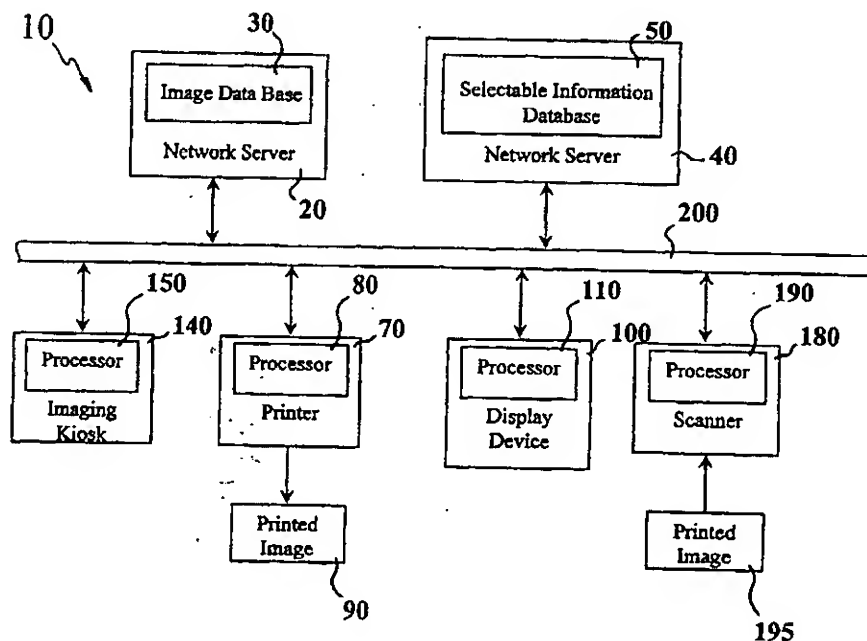 10
30
Image Data Base
Network Server
20
50
Selectable Information
Database
Network Server
40
200
150
140
Processor
Imaging
Kiosk
80
70
Processor
Printer
Printed
Image
90
110
100
Processor
Display
Device
190
180
Processor
Scanner
Printed
Image
195